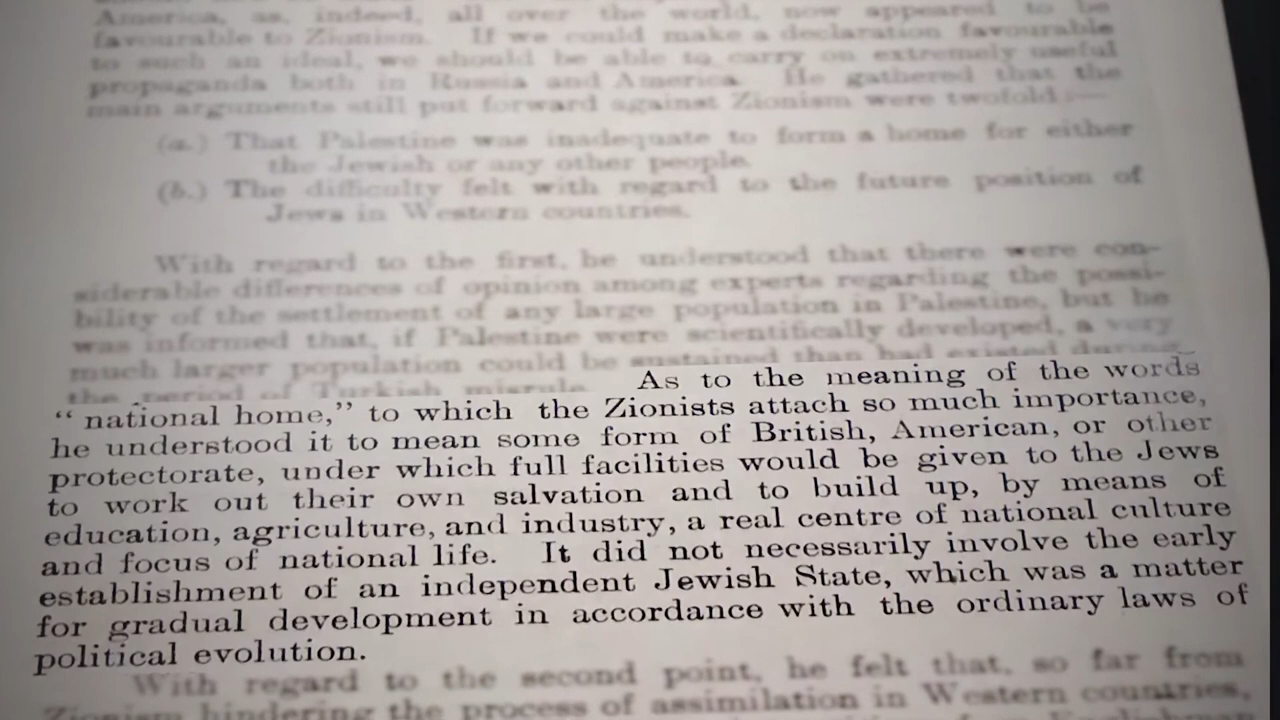 America, as, indeed, all over the world, now appeared to be
favourable to Zionism. If we could make a declaration favourable
to such an ideal, we should be able to carry on extremely useful
propaganda both in Russia and America. He gathered that the
main arguments still put forward against Zionism were twofold:—
(a.) That Palestine was inadequate to form a home for either
the Jewish or any other people.
(b.) The difficulty felt with regard to the future position of
Jews in Western countries.
With regard to the first, he understood that there were con-
siderable differences of opinion among experts regarding the possi-
bility of the settlement of any large population in Palestine, but he
was informed that, if Palestine were scientifically developed, a very
much larger population could be sustained than had existed during
the period of Turkish misrule. As to the meaning of the words
“ national home,” to which the Zionists attach so much importance,
he understood it to mean some form of British, American, or other
protectorate, under which full facilities would be given to the Jews
to work out their own salvation and to build up, by means of
education, agriculture, and industry, a real centre of national culture
and focus of national life. It did not necessarily involve the early
establishment of an independent Jewish State, which was a matter
for gradual development in accordance with the ordinary laws of
political evolution.
With regard to the second point, he felt that, so far from
Zionism hindering the process of assimilation in Western countries,